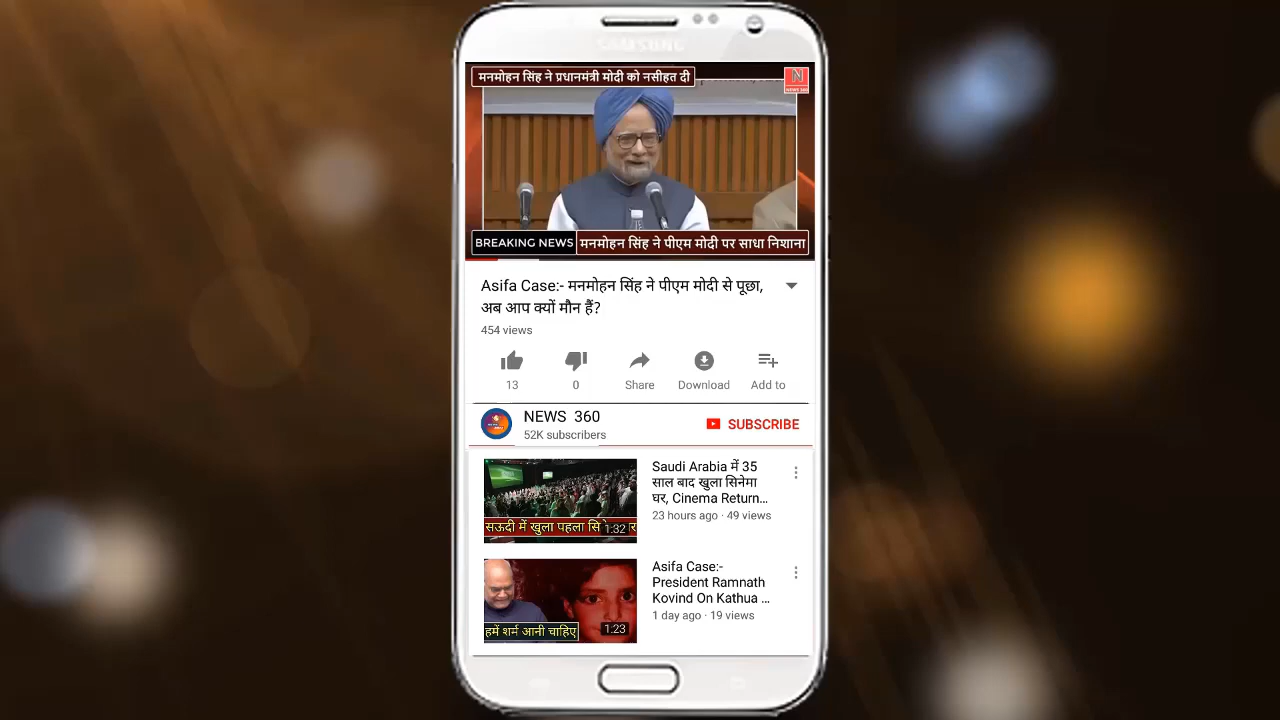 SAMSUNG
मनमोहन सिंह ने प्रधानमंत्री मोदी को नसीहत दी
N
NEWS 360
BREAKING NEWS मनमोहन सिंह ने पीएम मोदी पर साधा निशाना
Asifa Case:- मनमोहन सिंह ने पीएम मोदी से पूछा,
अब आप क्यों मौन हैं?
454 views
13
0
Share
Download
Add to
NEWS 360
52K subscribers
SUBSCRIBE
Saudi Arabia में 35
साल बाद खुला सिनेमा
घर, Cinema Return...
23 hours ago · 49 views
सऊदी में खुला पहला
1:32
Asifa Case:-
President Ramnath
Kovind On Kathua ...
1 day ago · 19 views
हमें शर्म आनी चाहिए
1:23